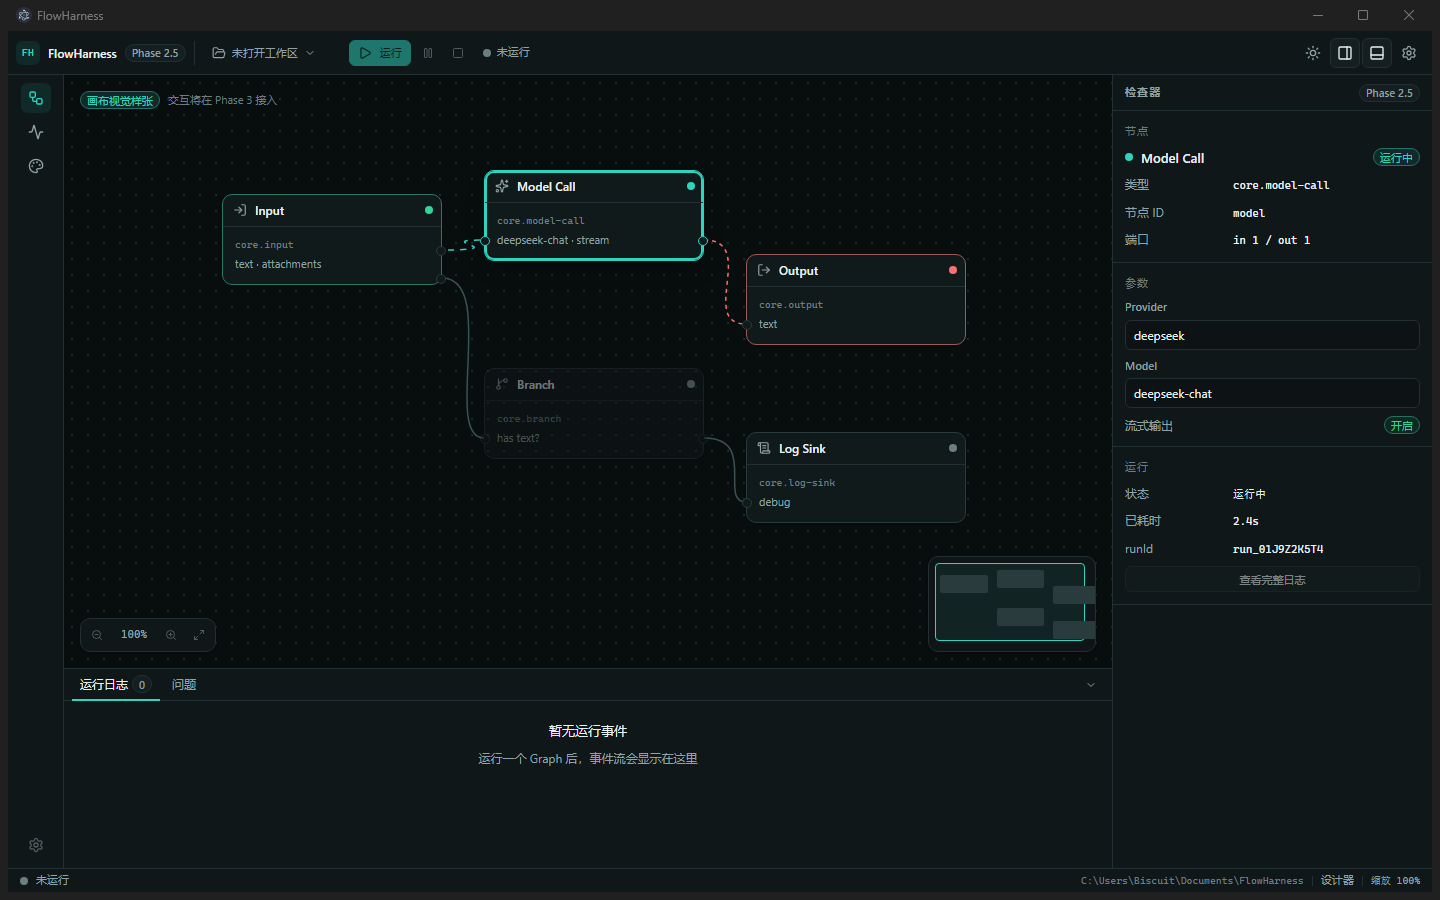 FlowHarness
FH FlowHarness Phase 2.5 未打开工作区 运行 未运行
画布视觉样张 交互将在 Phase 3 接入
Input
core.input
text · attachments
Model Call
core.model-call
deepseek-chat · stream
Output
core.output
text
Branch
core.branch
has text?
Log Sink
core.log-sink
debug
100%
检查器 Phase 2.5
节点
Model Call 运行中
类型 core.model-call
节点 ID model
端口 in 1 / out 1
参数
Provider
deepseek
Model
deepseek-chat
流式输出 开启
运行
状态 运行中
已耗时 2.4s
runId run_01J9Z2K5T4
查看完整日志
运行日志 0 问题
暂无运行事件
运行一个 Graph 后，事件流会显示在这里
未运行 C:\Users\Biscuit\Documents\FlowHarness 设计器 缩放 100%